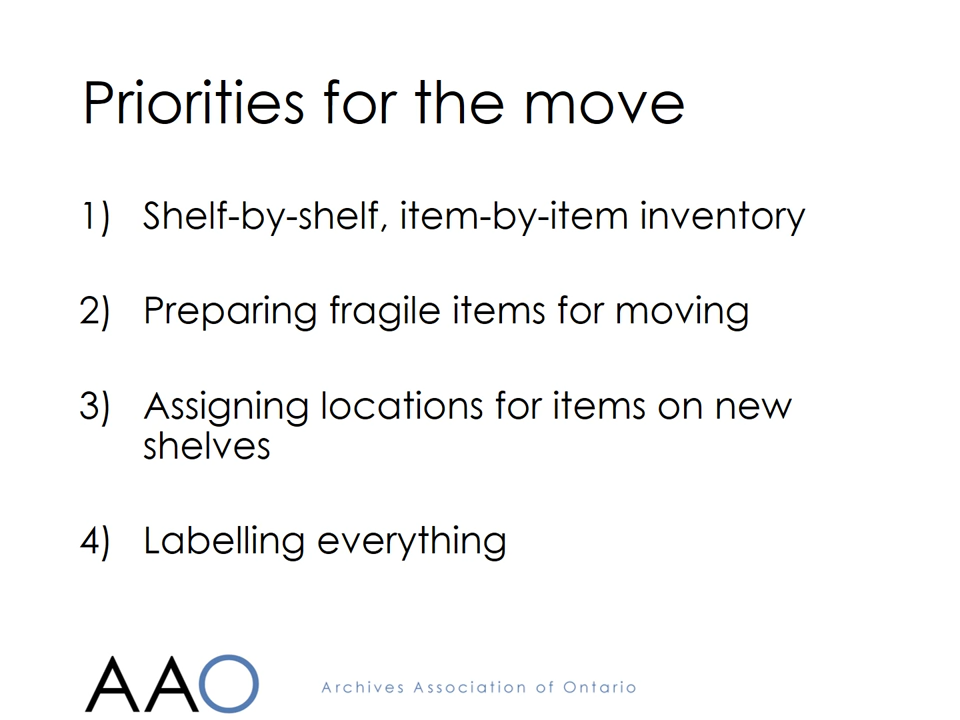 Priorities for the move
1) Shelf-by-shelf, item-by-item inventory
2) Preparing fragile items for moving
3) Assigning locations for items on new
shelves
4) Labelling everything
AAO
Archives Association of Ontario